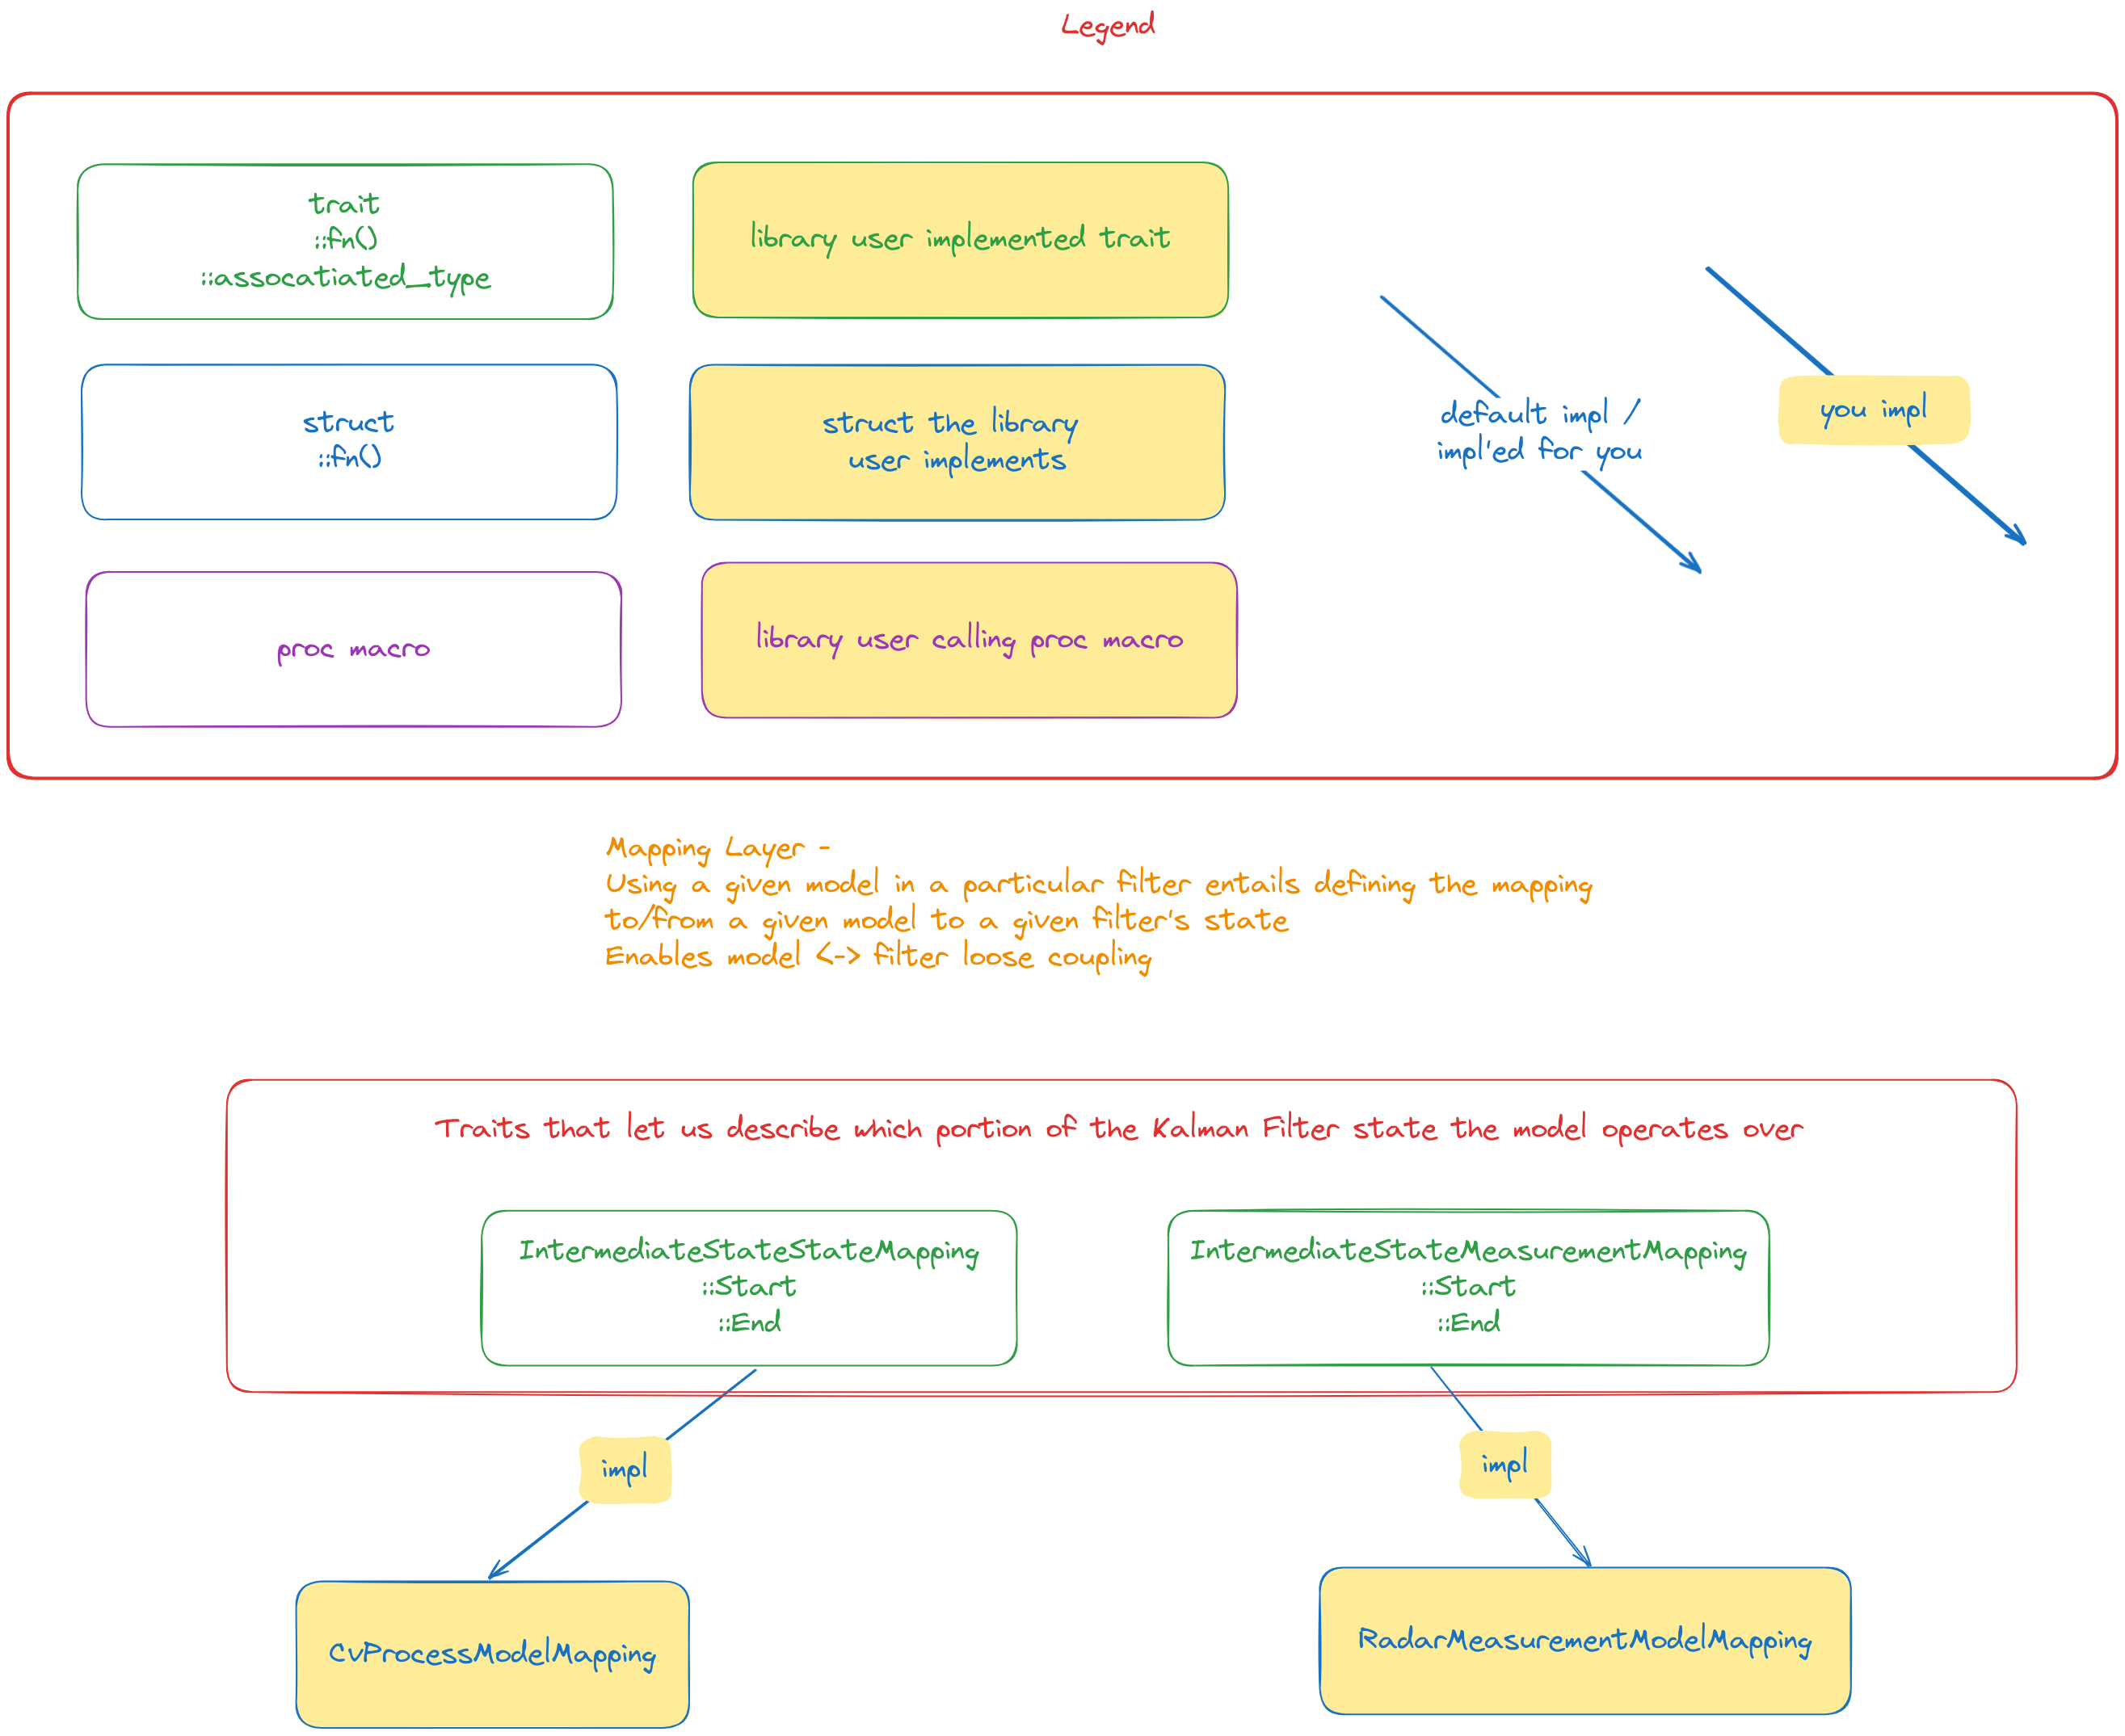 Legend
trait
::fn()
::assocatiated_type
library user implemented trait
struct
::fn()
struct the library
user implements
default impl /
impl'ed for you
you impl
proc macro
library user calling proc macro
Mapping Layer -
Using a given model in a particular filter entails defining the mapping
to/from a given model to a given filter's state
Enables model <-> filter loose coupling
Traits that let us describe which portion of the Kalman Filter state the model operates over
IntermediateStateStateMapping
::Start
::End
IntermediateStateMeasurementMapping
::Start
::End
impl
impl
CVProcessModelMapping
RadarMeasurementModelMapping